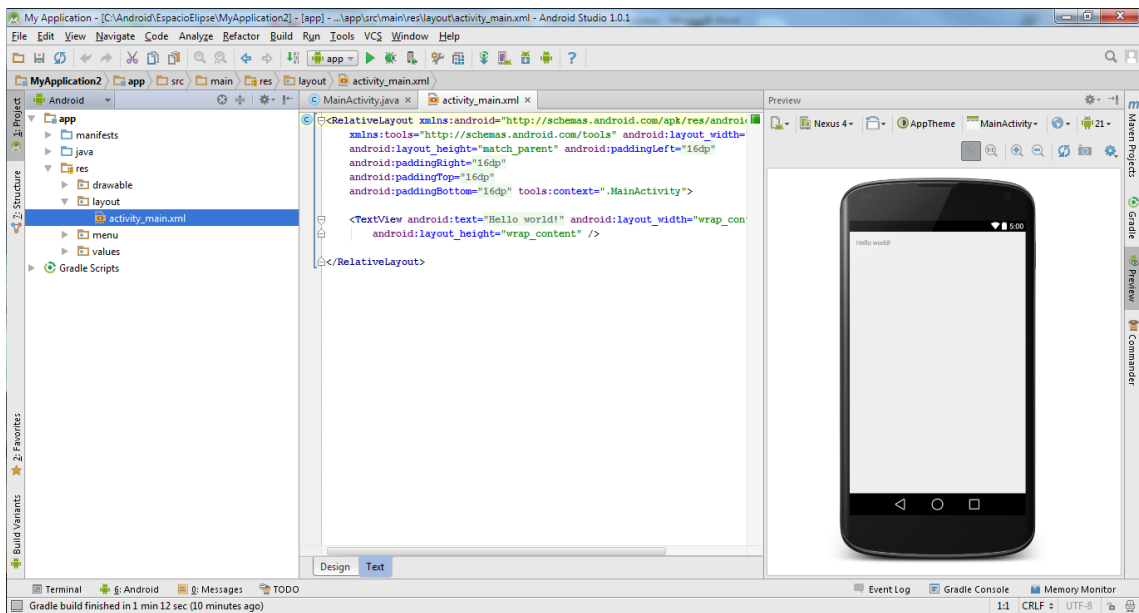 My Application - [C:\Android\EspacioElipse\MyApplication2] - [app] - ...\app\src\main\res\layout\activity_main.xml - Android Studio 1.0.1
File Edit View Navigate Code Analyze Refactor Build Run Tools VCS Window Help
app
MyApplication2 app src main res layout activity_main.xml
1: Project
7: Structure
2: Favorites
Build Variants
Android
app
manifests
java
res
drawable
layout
activity_main.xml
menu
values
Gradle Scripts
MainActivity.java activity_main.xml
<RelativeLayout xmlns:android="http://schemas.android.com/apk/res/androi
xmlns:tools="http://schemas.android.com/tools" android:layout_width=
android:layout_height="match_parent" android:paddingLeft="16dp"
android:paddingRight="16dp"
android:paddingTop="16dp"
android:paddingBottom="16dp" tools:context=".MainActivity">
<TextView android:text="Hello world!" android:layout_width="wrap_con
android:layout_height="wrap_content" />
</RelativeLayout>
Design Text
Preview
Nexus 4 AppTheme MainActivity 21
1:1
5:00
Hello world!
Maven Projects
Gradle
Preview
Commander
Terminal 6: Android 0: Messages TODO Event Log Gradle Console Memory Monitor
Gradle build finished in 1 min 12 sec (10 minutes ago) 1:1 CRLF UTF-8